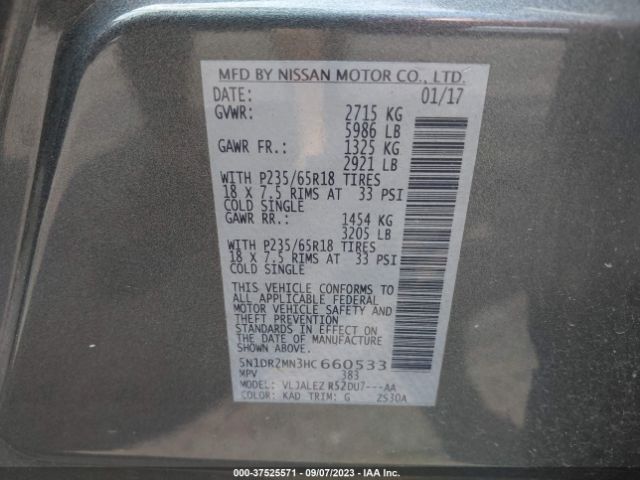 MFD BY NISSAN MOTOR CO., LTD.
DATE: 01/17
GVWR: 2715 KG
5986 LB
GAWR FR.: 1325 KG
2921 LB
WITH P235/65R18 TIRES
18 X 7.5 RIMS AT 33 PSI
COLD SINGLE
GAWR RR.: 1454 KG
3205 LB
WITH P235/65R18 TIRES
18 X 7.5 RIMS AT 33 PSI
COLD SINGLE
THIS VEHICLE CONFORMS TO
ALL APPLICABLE FEDERAL
MOTOR VEHICLE SAFETY AND
THEFT PREVENTION
STANDARDS IN EFFECT ON
THE DATE OF MANUFACTURE
SHOWN ABOVE.
5N1DR2MN3HC660533
MPV 383
MODEL: VLJALEZ R52DU7---AA
COLOR: KAD TRIM: G 2S30A
000-37525571 - 09/07/2023 - IAA Inc.